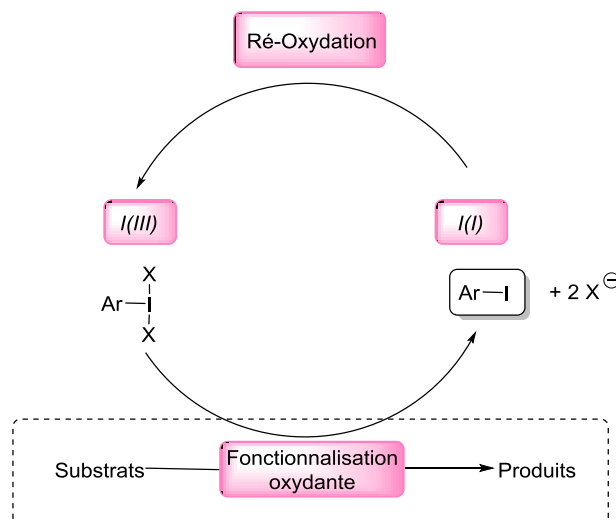 Ré-Oxydation
I(III)
I(I)
X
Ar—I
X
Ar—I + 2 X⊖
Substrats
Fonctionnalisation
oxydante
Produits